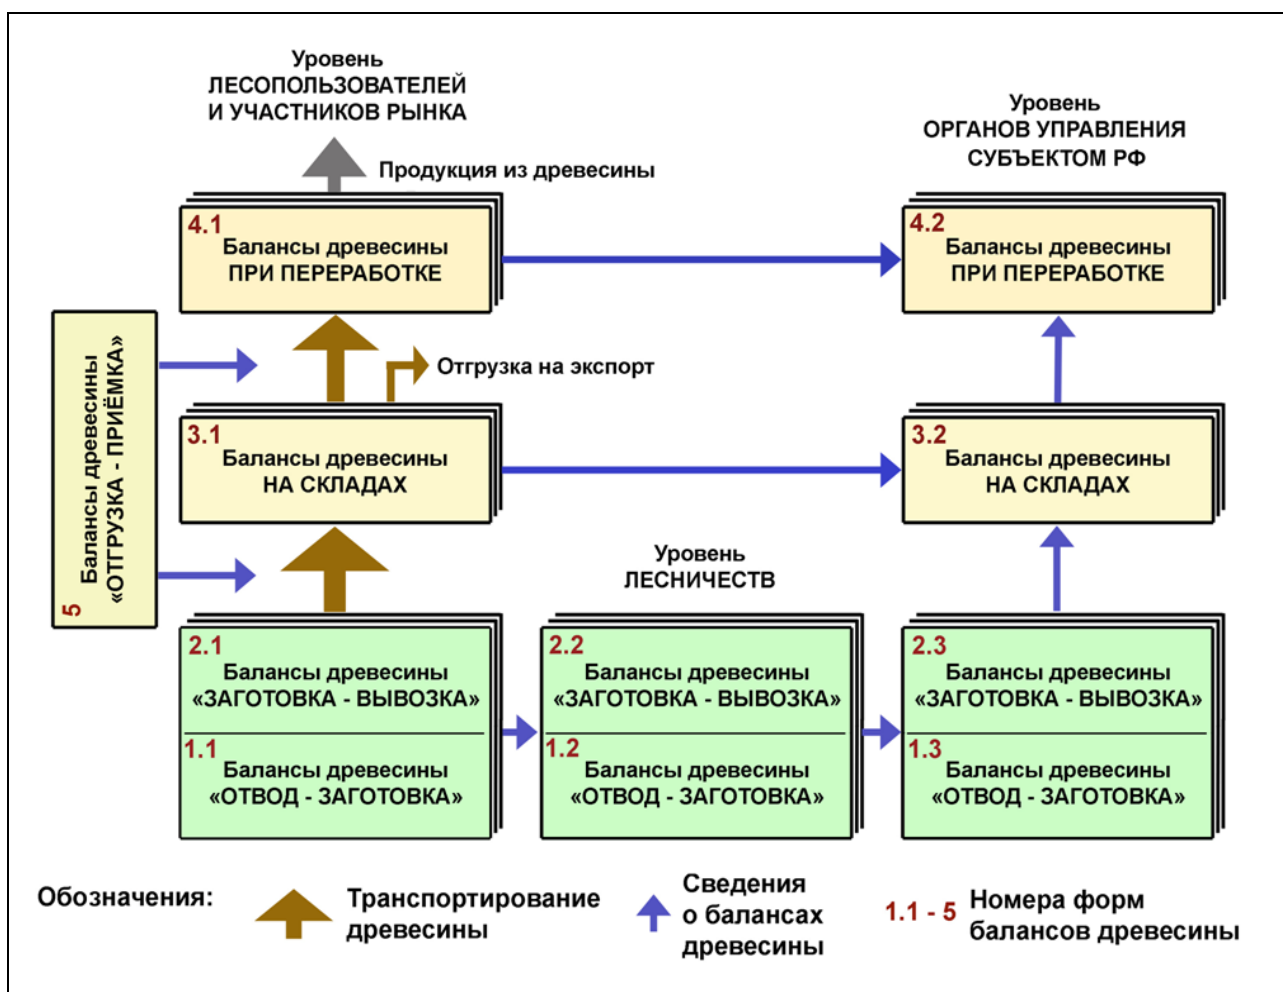 Уровень
ЛЕСОПОЛЬЗОВАТЕЛЕЙ
И УЧАСТНИКОВ РЫНКА
Уровень
ОРГАНОВ УПРАВЛЕНИЯ
СУБЪЕКТОМ РФ
Продукция из древесины
4.1
Балансы древесины
ПРИ ПЕРЕРАБОТКЕ
4.2
Балансы древесины
ПРИ ПЕРЕРАБОТКЕ
5
Балансы древесины
«ОТГРУЗКА - ПРИЁМКА»
Отгрузка на экспорт
3.1
Балансы древесины
НА СКЛАДАХ
3.2
Балансы древесины
НА СКЛАДАХ
Уровень
ЛЕСНИЧЕСТВ
2.1
Балансы древесины
«ЗАГОТОВКА - ВЫВОЗКА»
1.1
Балансы древесины
«ОТВОД - ЗАГОТОВКА»
2.2
Балансы древесины
«ЗАГОТОВКА - ВЫВОЗКА»
1.2
Балансы древесины
«ОТВОД - ЗАГОТОВКА»
2.3
Балансы древесины
«ЗАГОТОВКА - ВЫВОЗКА»
1.3
Балансы древесины
«ОТВОД - ЗАГОТОВКА»
Обозначения:
Транспортирование
древесины
Сведения
о балансах
древесины
1.1 - 5
Номера форм
балансов древесины